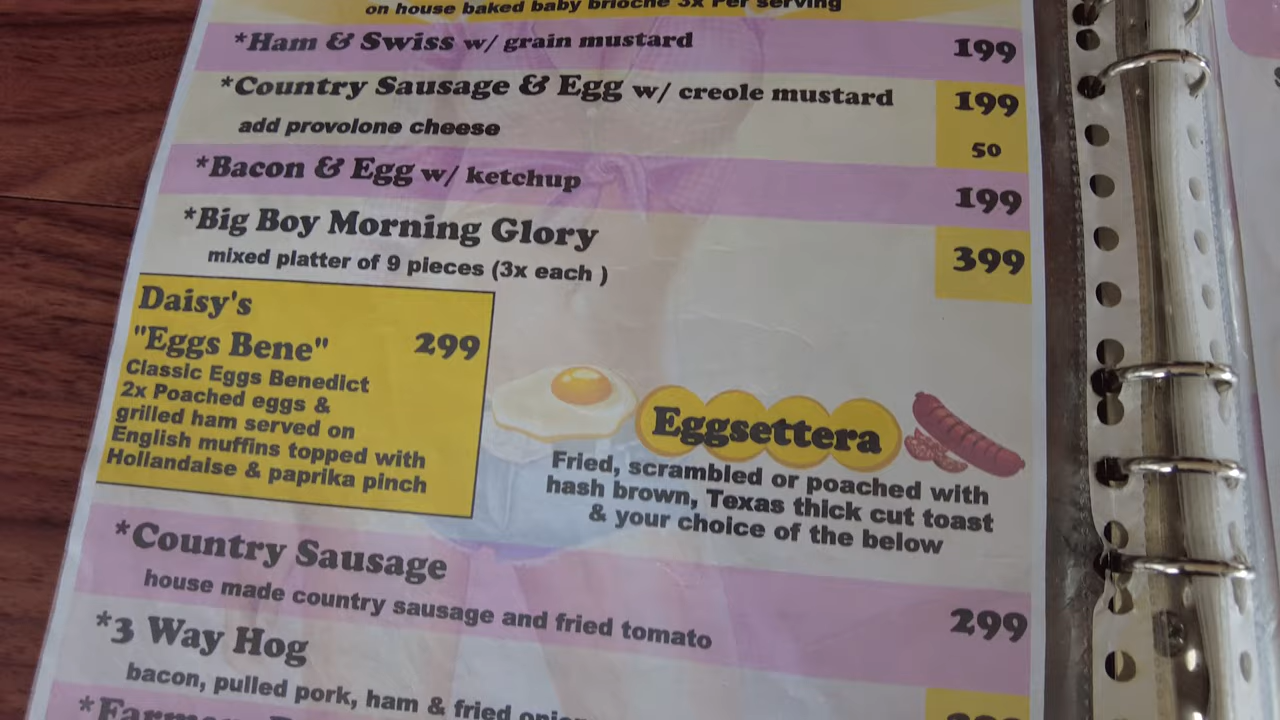 on house baked baby brioche 3x Per serving
*Ham & Swiss w/ grain mustard 199
*Country Sausage & Egg w/ creole mustard 199
add provolone cheese 50
*Bacon & Egg w/ ketchup 199
*Big Boy Morning Glory 399
mixed platter of 9 pieces (3x each )
Daisy's
"Eggs Bene" 299
Classic Eggs Benedict
2x Poached eggs &
grilled ham served on
English muffins topped with
Hollandaise & paprika pinch
Eggsettera
Fried, scrambled or poached with
hash brown, Texas thick cut toast
& your choice of the below
*Country Sausage 299
house made country sausage and fried tomato
*3 Way Hog
bacon, pulled pork, ham & fried